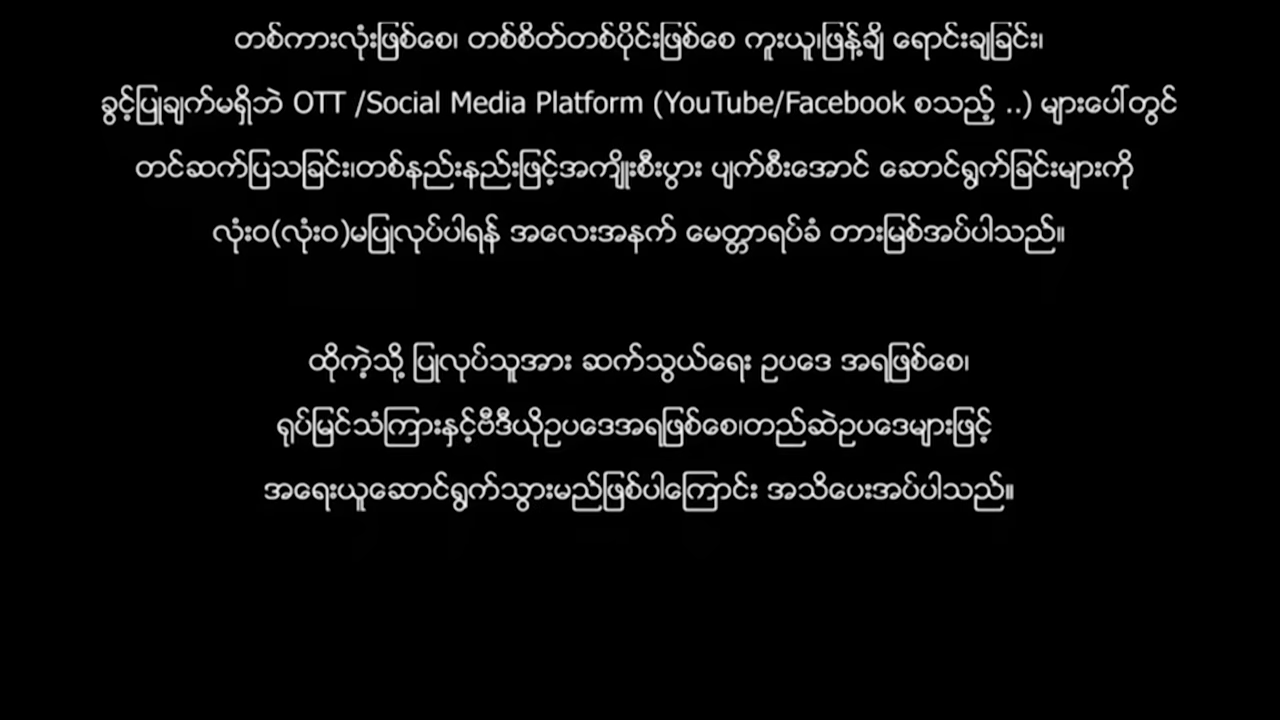 တစ်ကားလုံးဖြစ်စေ၊ တစ်စိတ်တစ်ပိုင်းဖြစ်စေ ကူးယူ၊ဖြန့်ချိ ရောင်းချခြင်း၊
ခွင့်ပြုချက်မရှိဘဲ OTT /Social Media Platform (YouTube/Facebook စသည့် ..) များပေါ်တွင်
တင်ဆက်ပြသခြင်း၊တစ်နည်းနည်းဖြင့်အကျိုးစီးပွား ပျက်စီးအောင် ဆောင်ရွက်ခြင်းများကို
လုံးဝ(လုံးဝ)မပြုလုပ်ပါရန် အလေးအနက် မေတ္တာရပ်ခံ တားမြစ်အပ်ပါသည်။
ထိုကဲ့သို့ ပြုလုပ်သူအား ဆက်သွယ်ရေး ဥပဒေ အရဖြစ်စေ၊
ရုပ်မြင်သံကြားနှင့်ဗီဒီယိုဥပဒေအရဖြစ်စေ၊တည်ဆဲဥပဒေများဖြင့်
အရေးယူဆောင်ရွက်သွားမည်ဖြစ်ပါကြောင်း အသိပေးအပ်ပါသည်။